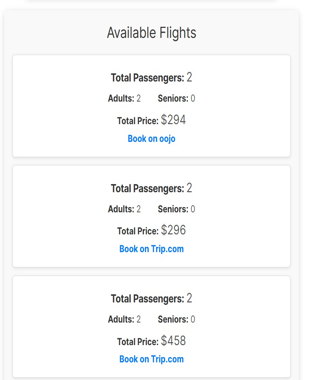 Available Flights
Total Passengers: 2
Adults: 2 Seniors: 0
Total Price: $294
Book on oojo
Total Passengers: 2
Adults: 2 Seniors: 0
Total Price: $296
Book on Trip.com
Total Passengers: 2
Adults: 2 Seniors: 0
Total Price: $458
Book on Trip.com